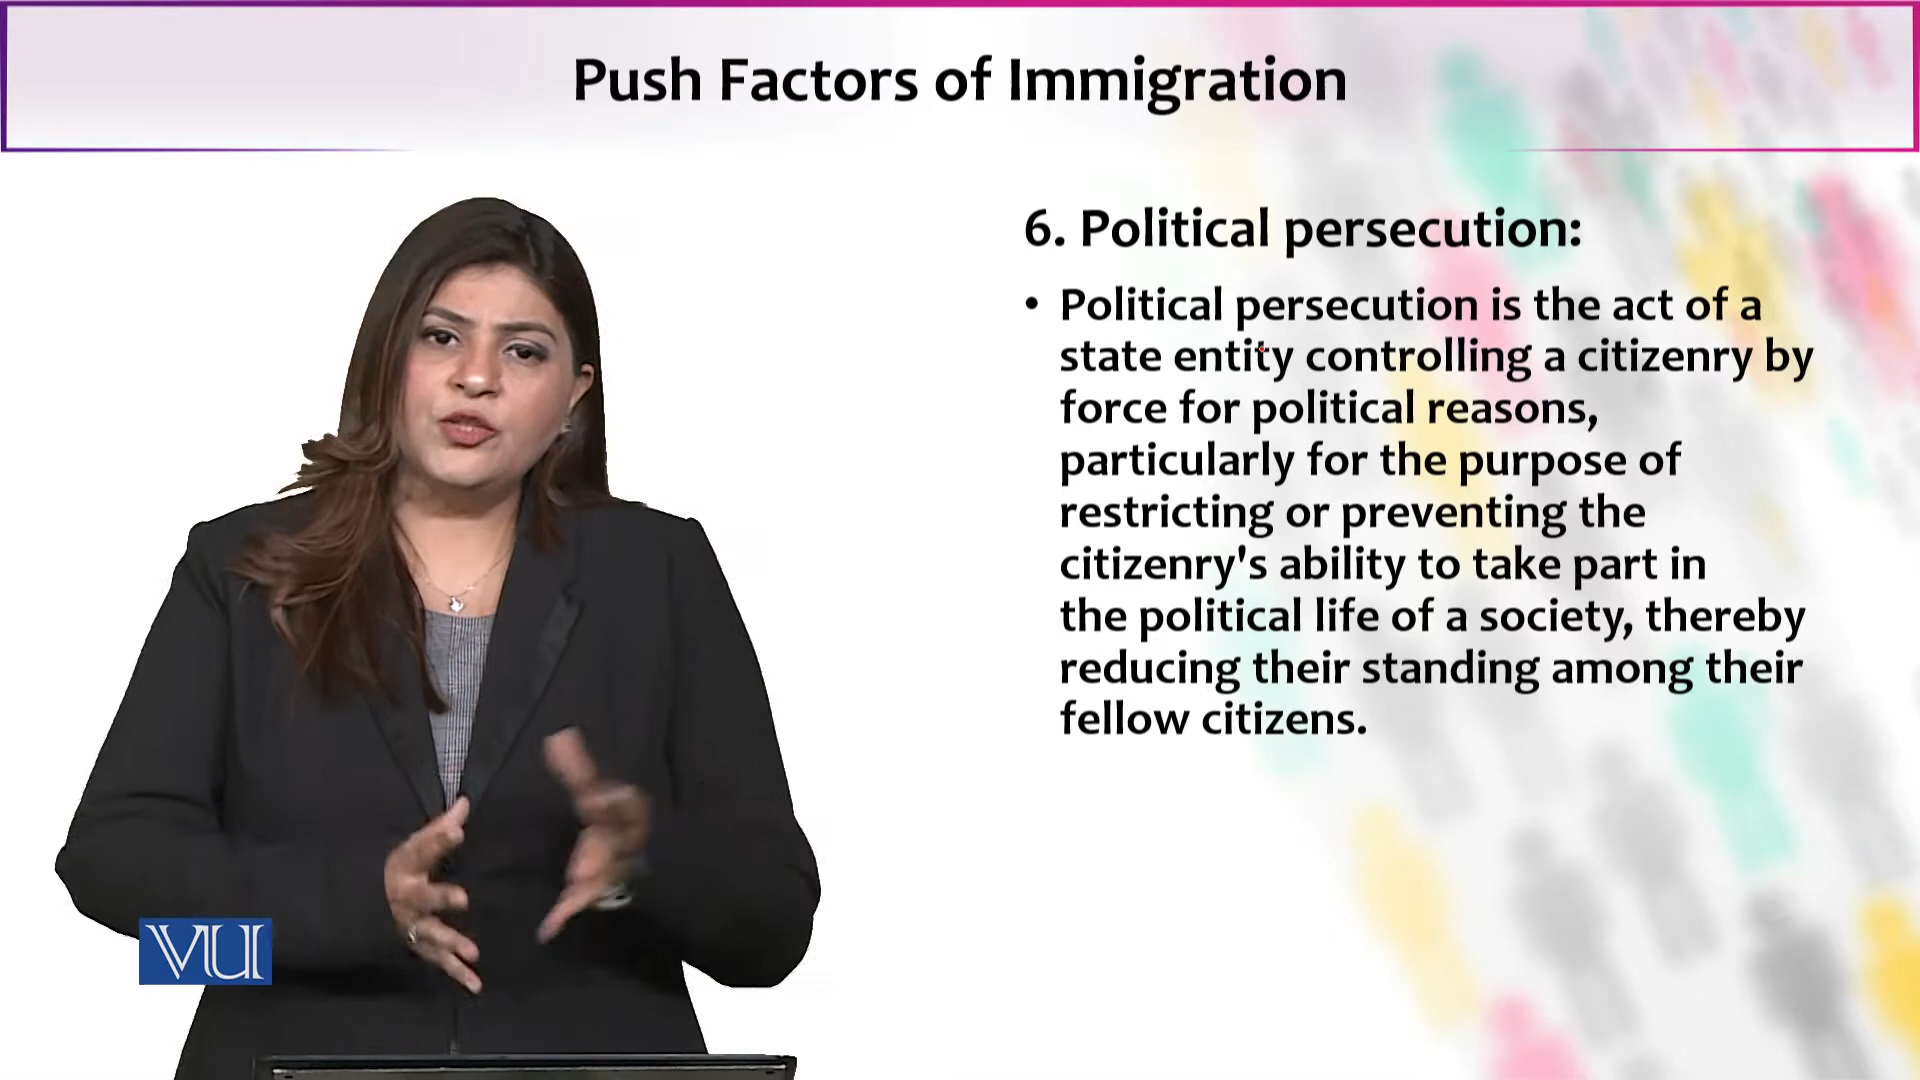 Push Factors of Immigration
6. Political persecution:
• Political persecution is the act of a
state entity controlling a citizenry by
force for political reasons,
particularly for the purpose of
restricting or preventing the
citizenry's ability to take part in
the political life of a society, thereby
reducing their standing among their
fellow citizens.
VU